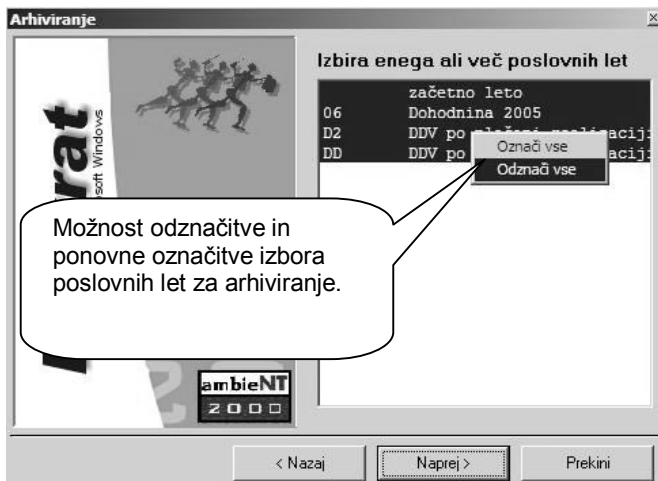 Arhiviranje
Izbira enega ali več poslovnih let
začetno leto
06 Dohodnina 2005
D2 DDV po
DD DDV po
Označi vse
Odznači vse
soft Windows
Možnost odznačitve in
ponovne označitve izbora
poslovnih let za arhiviranje.
ambieNT
2000
< Nazaj
Naprej >
Prekini